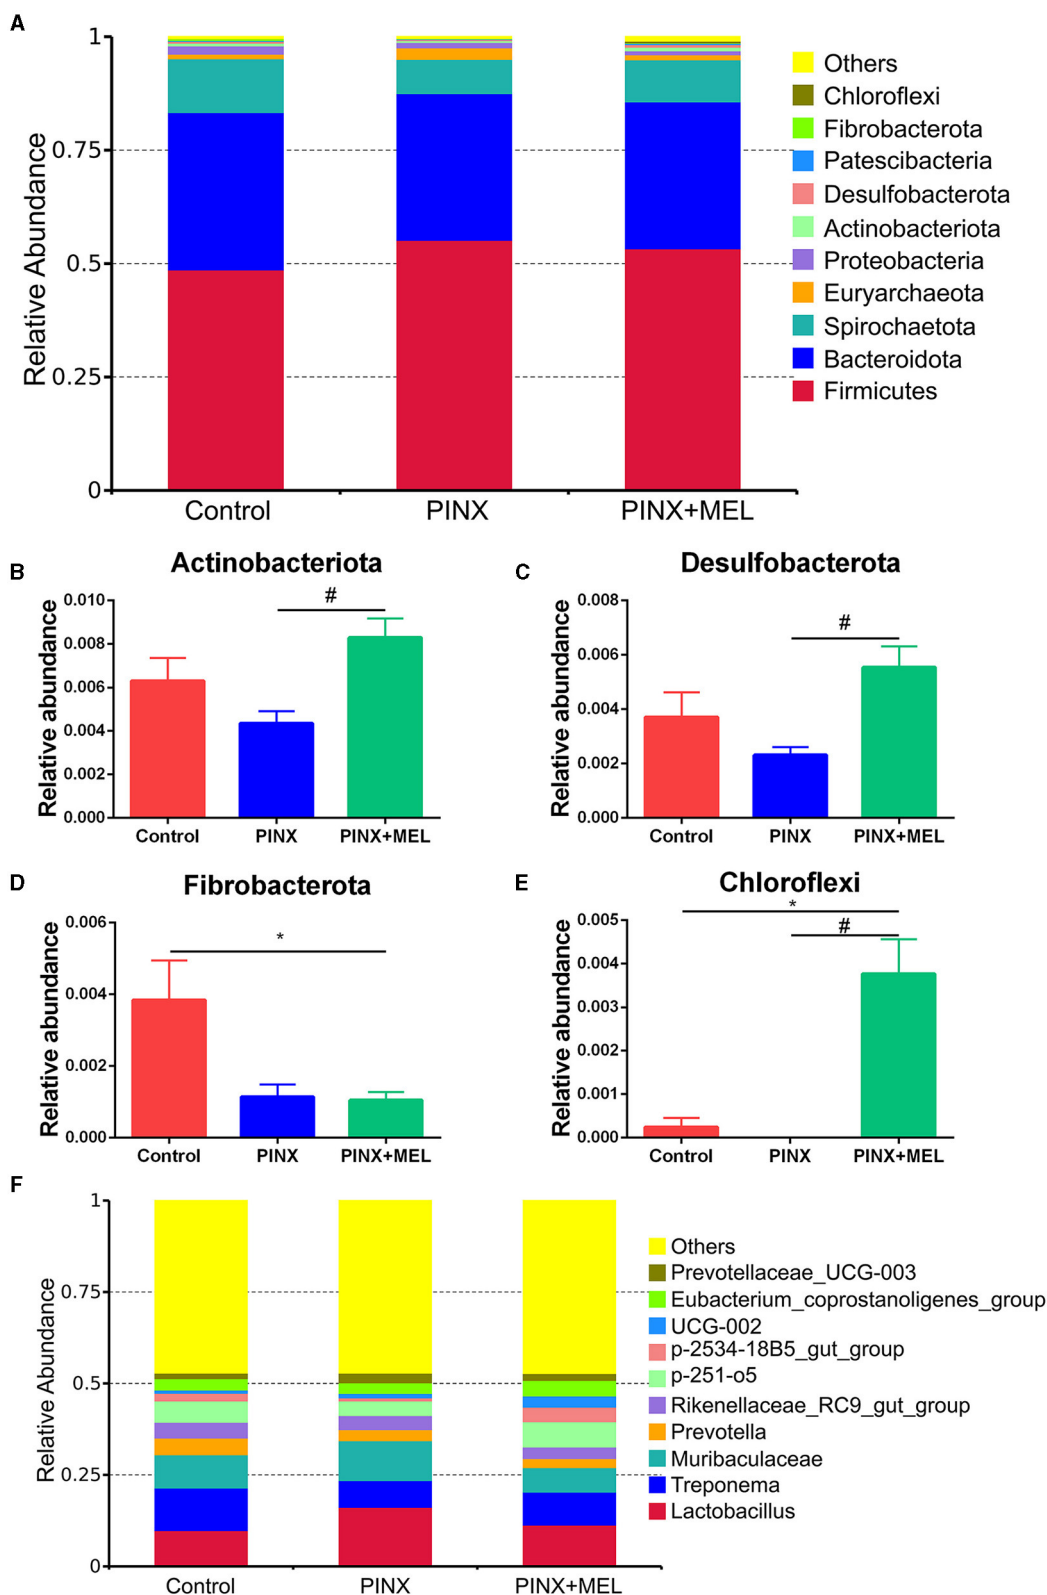 A
Relative Abundance
1
0.75
0.5
0.25
0
Control
PINX
PINX+MEL
Others
Chloroflexi
Fibrobacterota
Patescibacteria
Desulfobacterota
Actinobacteriota
Proteobacteria
Euryarchaeota
Spirochaetota
Bacteroidota
Firmicutes
B
Actinobacteriota
Relative abundance
0.010
0.008
0.006
0.004
0.002
0.000
#
Control
PINX
PINX+MEL
C
Desulfobacterota
Relative abundance
0.008
0.006
0.004
0.002
0.000
#
Control
PINX
PINX+MEL
D
Fibrobacterota
Relative abundance
0.006
0.004
0.002
0.000
*
Control
PINX
PINX+MEL
E
Chloroflexi
Relative abundance
0.005
0.004
0.003
0.002
0.001
0.000
*
#
Control
PINX
PINX+MEL
F
Relative Abundance
1
0.75
0.5
0.25
0
Control
PINX
PINX+MEL
Others
Prevotellaceae_UCG-003
Eubacterium_coprostanoligenes_group
UCG-002
p-2534-18B5_gut_group
p-251-o5
Rikenellaceae_RC9_gut_group
Prevotella
Muribaculaceae
Treponema
Lactobacillus